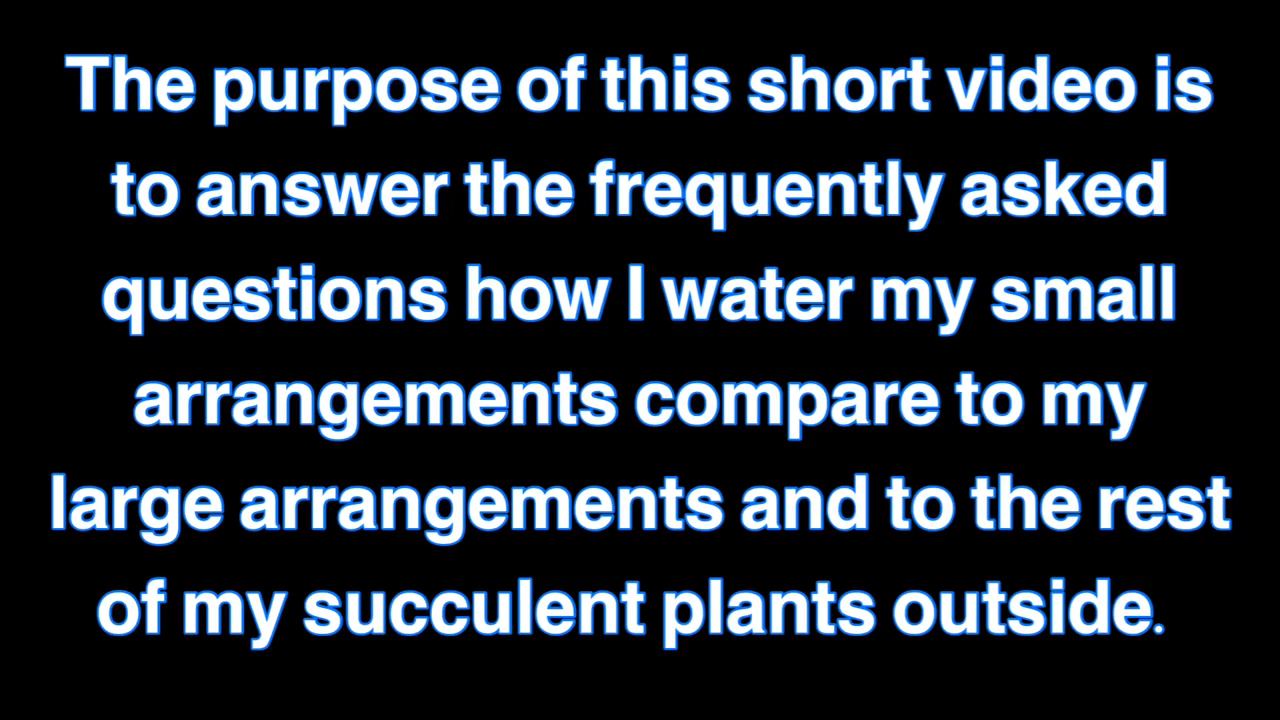 The purpose of this short video is
to answer the frequently asked
questions how I water my small
arrangements compare to my
large arrangements and to the rest
of my succulent plants outside.